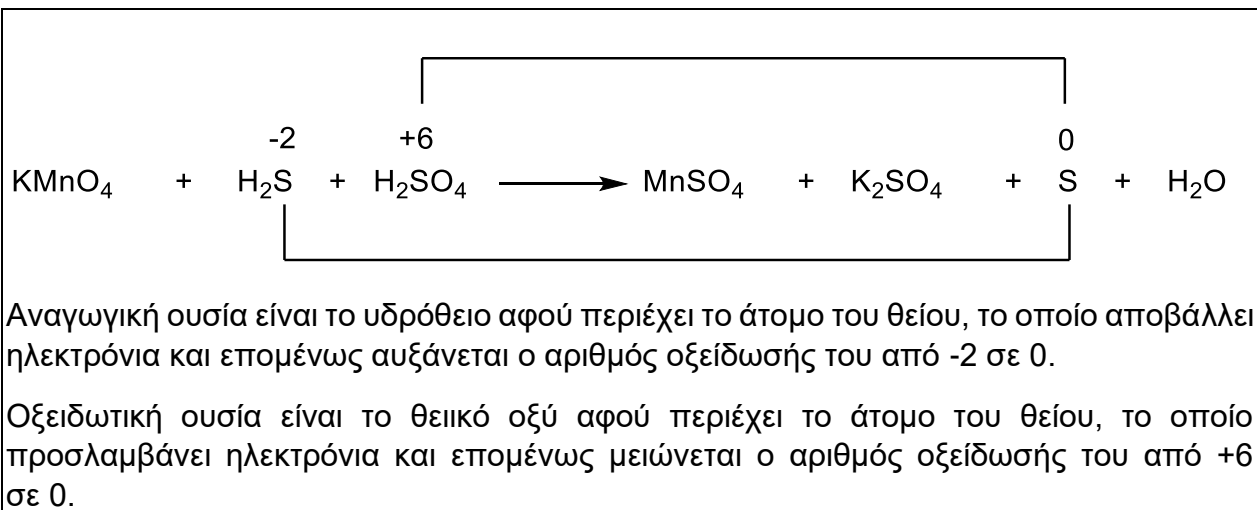 -2 +6 0
KMnO₄ + H₂S + H₂SO₄ ⟶ MnSO₄ + K₂SO₄ + S + H₂O
Αναγωγική ουσία είναι το υδρόθειο αφού περιέχει το άτομο του θείου, το οποίο αποβάλλει
ηλεκτρόνια και επομένως αυξάνεται ο αριθμός οξείδωσής του από -2 σε 0.
Οξειδωτική ουσία είναι το θειικό οξύ αφού περιέχει το άτομο του θείου, το οποίο
προσλαμβάνει ηλεκτρόνια και επομένως μειώνεται ο αριθμός οξείδωσής του από +6
σε 0.